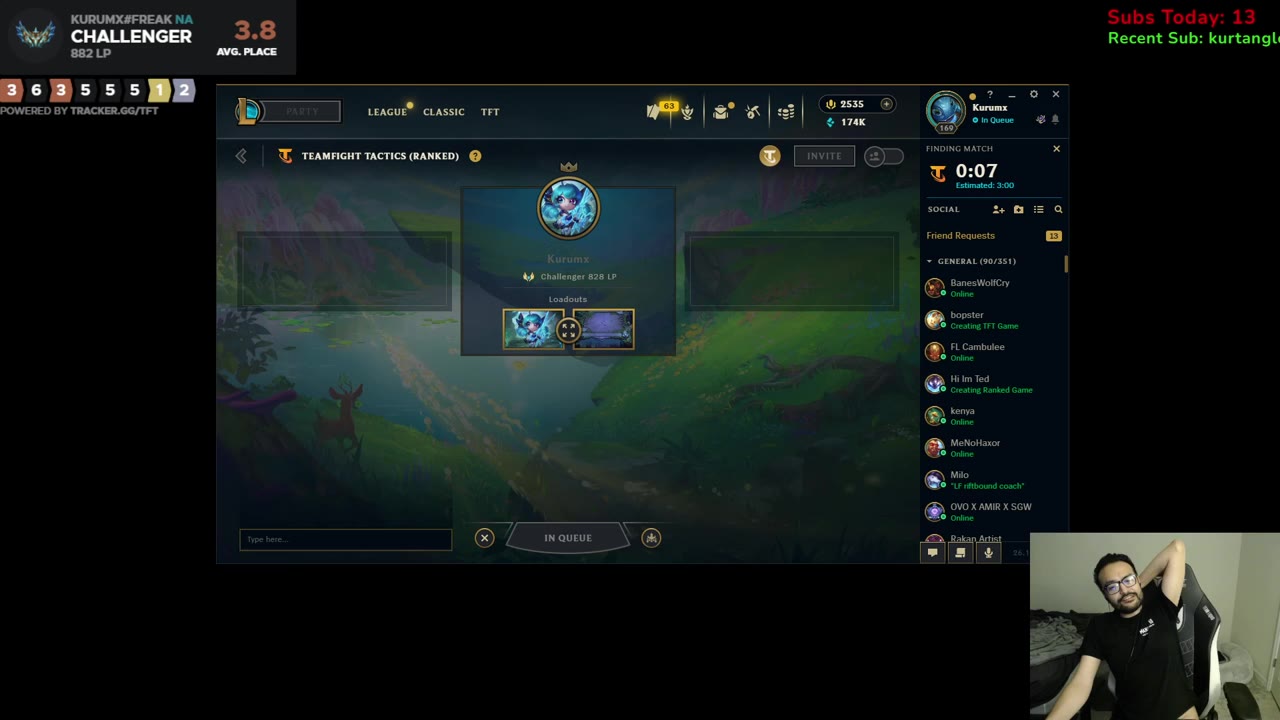 KURUMX#FREAK NA
CHALLENGER
882 LP
3.8
AVG. PLACE
3 6 3 5 5 5 1 2
POWERED BY TRACKER.GG/TFT
Subs Today: 13
Recent Sub: kurtangl
PARTY
LEAGUE
CLASSIC
TFT
63
2535
174K
169
Kurumx
In Queue
TEAMFIGHT TACTICS (RANKED)
INVITE
FINDING MATCH
0:07
Estimated: 3:00
SOCIAL
Friend Requests
13
GENERAL (90/351)
BanesWolfCry
Online
bopster
Creating TFT Game
FL Cambulee
Online
Hi Im Ted
Creating Ranked Game
kenya
Online
MeNoHaxor
Online
Milo
"LF riftbound coach"
OVO X AMIR X SGW
Online
Rakan Artist
Kurumx
Challenger 828 LP
Loadouts
Type here...
IN QUEUE
26.1